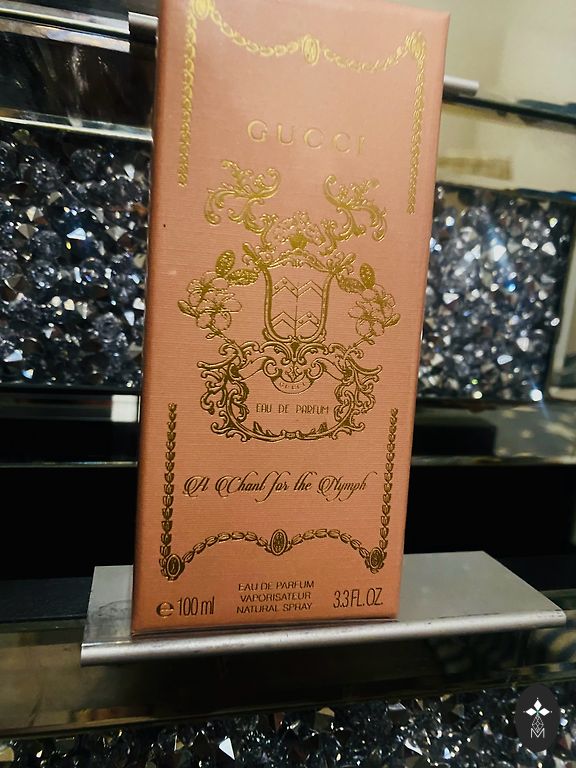 GUCCI
GUCCI
EAU DE PARFUM
A Chant for the Nymph
EAU DE PARFUM
VAPORISATEUR
NATURAL SPRAY
e 100 ml
3.3 FL.OZ.